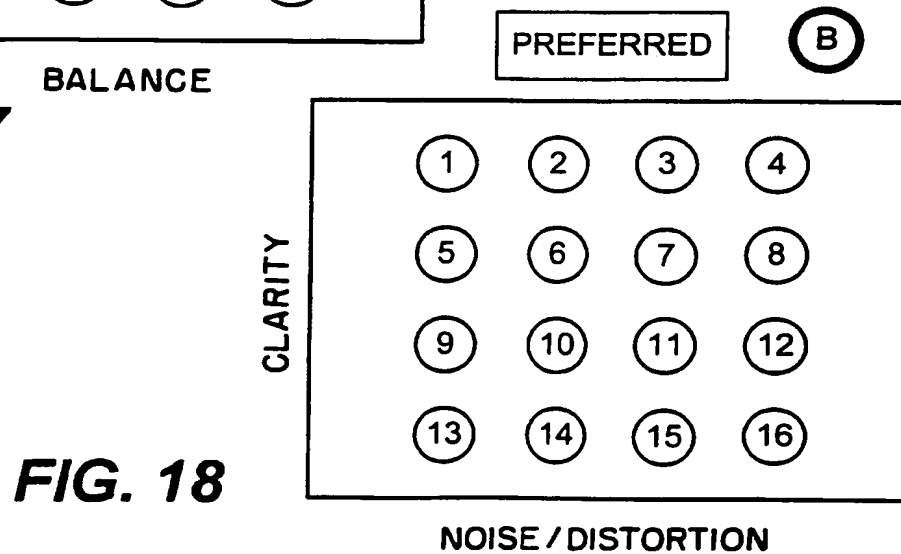 PREFERRED B
BALANCE
1 2 3 4
5 6 7 8
CLARITY
9 10 11 12
13 14 15 16
FIG. 18
NOISE / DISTORTION